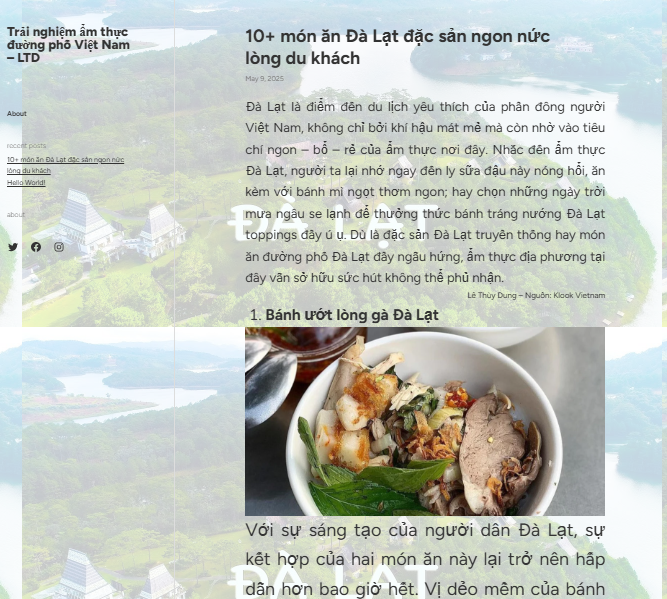 Trải nghiệm ẩm thực
đường phố Việt Nam
– LTD
About
recent posts
10+ món ăn Đà Lạt đặc sản ngon nức
lòng du khách
Hello World!
about
10+ món ăn Đà Lạt đặc sản ngon nức
lòng du khách
May 9, 2025
Đà Lạt là điểm đến du lịch yêu thích của phần đông người
Việt Nam, không chỉ bởi khí hậu mát mẻ mà còn nhờ vào tiêu
chí ngon – bổ – rẻ của ẩm thực nơi đây. Nhắc đến ẩm thực
Đà Lạt, người ta lại nhớ ngay đến ly sữa đậu nảy nóng hổi, ăn
kèm với bánh mì ngọt thơm ngon; hay chọn những ngày trời
mưa ngâu se lạnh để thưởng thức bánh tráng nướng Đà Lạt
toppings đầy ú ụ. Dù là đặc sản Đà Lạt truyền thống hay món
ăn đường phố Đà Lạt đầy ngẫu hứng, ẩm thực địa phương tại
đây vẫn sở hữu sức hút không thể phủ nhận.
Lê Thùy Dung – Nguồn: Klook Vietnam
ĐÀ LẠT
1. Bánh ướt lòng gà Đà Lạt
Với sự sáng tạo của người dân Đà Lạt, sự
kết hợp của hai món ăn này lại trở nên hấp
dẫn hơn bao giờ hết. Vị dẻo mềm của bánh
ĐÀ LẠT